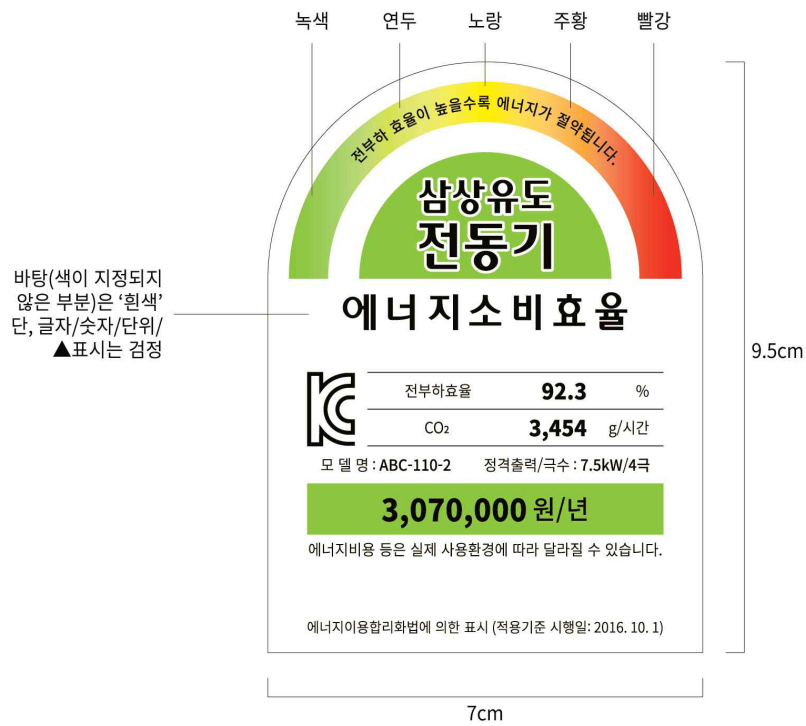 녹색 연두 노랑 주황 빨강
전부하 효율이 높을수록 에너지가 절약됩니다.
삼상유도
전동기
에너지소비효율
바탕(색이 지정되지
않은 부분)은 ‘흰색’
단, 글자/숫자/단위/
▲표시는 검정
9.5cm
KC
전부하효율 92.3 %
CO₂ 3,454 g/시간
모 델 명 : ABC-110-2 정격출력/극수 : 7.5kW/4극
3,070,000 원/년
에너지비용 등은 실제 사용환경에 따라 달라질 수 있습니다.
에너지이용합리화법에 의한 표시 (적용기준 시행일: 2016. 10. 1)
7cm